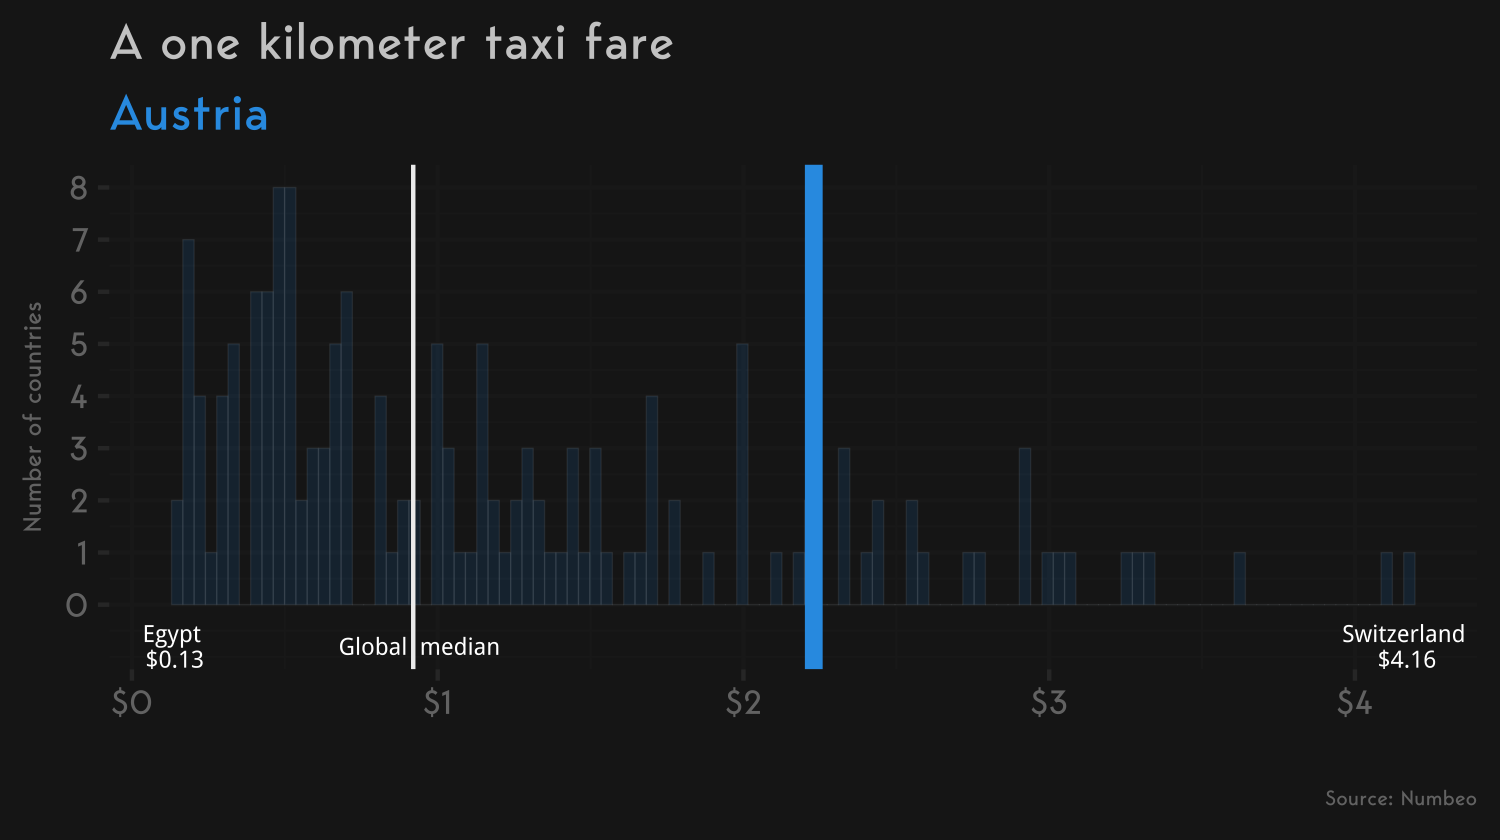 A one kilometer taxi fare
Austria
Number of countries
8
7
6
5
4
3
2
1
0
Egypt
$0.13
Global median
Switzerland
$4.16
$0 $1 $2 $3 $4
Source: Numbeo